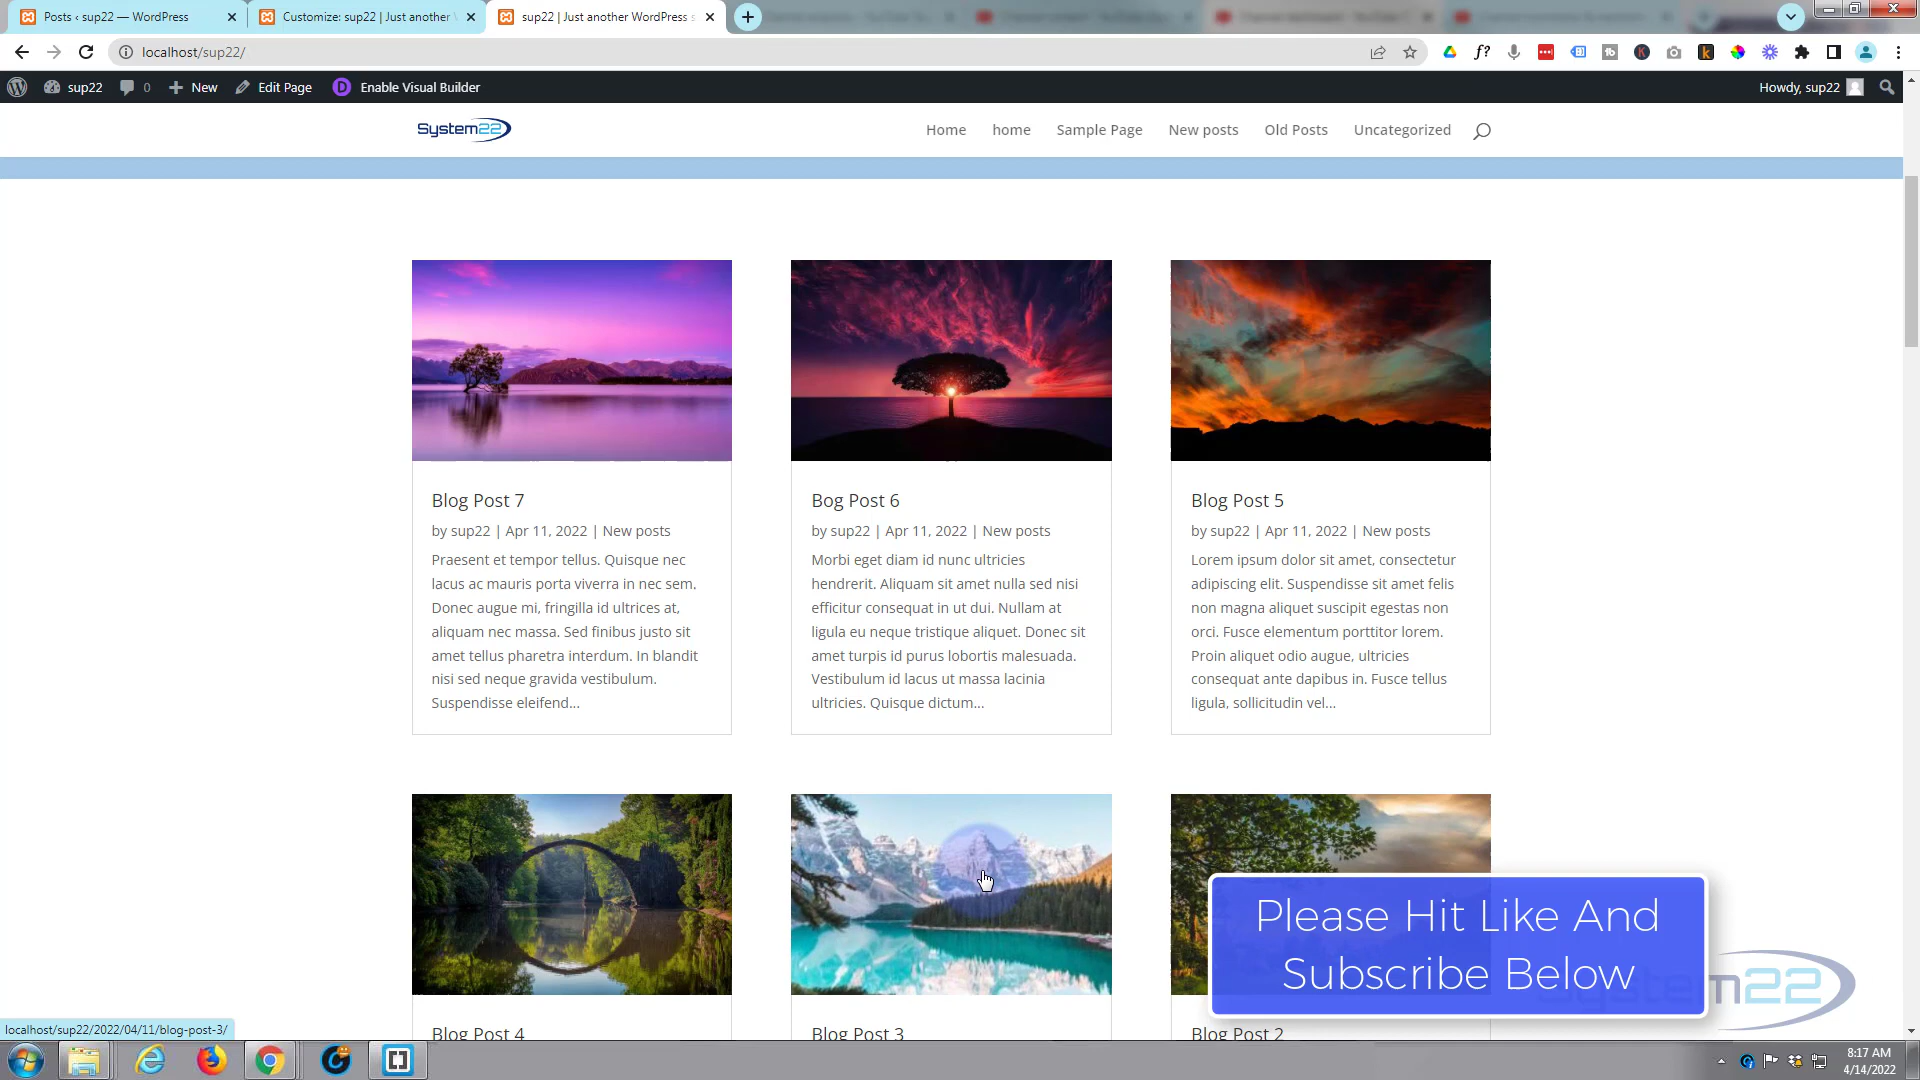 Posts ‹ sup22 — WordPress
Customize: sup22 | Just another
sup22 | Just another WordPress s
localhost/sup22/
sup22
0
New
Edit Page
Enable Visual Builder
Howdy, sup22
System22
Home
home
Sample Page
New posts
Old Posts
Uncategorized
Blog Post 7
by sup22 | Apr 11, 2022 | New posts
Praesent et tempor tellus. Quisque nec
lacus ac mauris porta viverra in nec sem.
Donec augue mi, fringilla id ultrices at,
aliquam nec massa. Sed finibus justo sit
amet tellus pharetra interdum. In blandit
nisi sed neque gravida vestibulum.
Suspendisse eleifend...
Bog Post 6
by sup22 | Apr 11, 2022 | New posts
Morbi eget diam id nunc ultricies
hendrerit. Aliquam sit amet nulla sed nisi
efficitur consequat in ut dui. Nullam at
ligula eu neque tristique aliquet. Donec sit
amet turpis id purus lobortis malesuada.
Vestibulum id lacus ut massa lacinia
ultricies. Quisque dictum...
Blog Post 5
by sup22 | Apr 11, 2022 | New posts
Lorem ipsum dolor sit amet, consectetur
adipiscing elit. Suspendisse sit amet felis
non magna aliquet suscipit egestas non
orci. Fusce elementum porttitor lorem.
Proin aliquet odio augue, ultricies
consequat ante dapibus in. Fusce tellus
ligula, sollicitudin vel...
Blog Post 4
Blog Post 3
Blog Post 2
Please Hit Like And
Subscribe Below
System22
localhost/sup22/2022/04/11/blog-post-3/
8:17 AM
4/14/2022